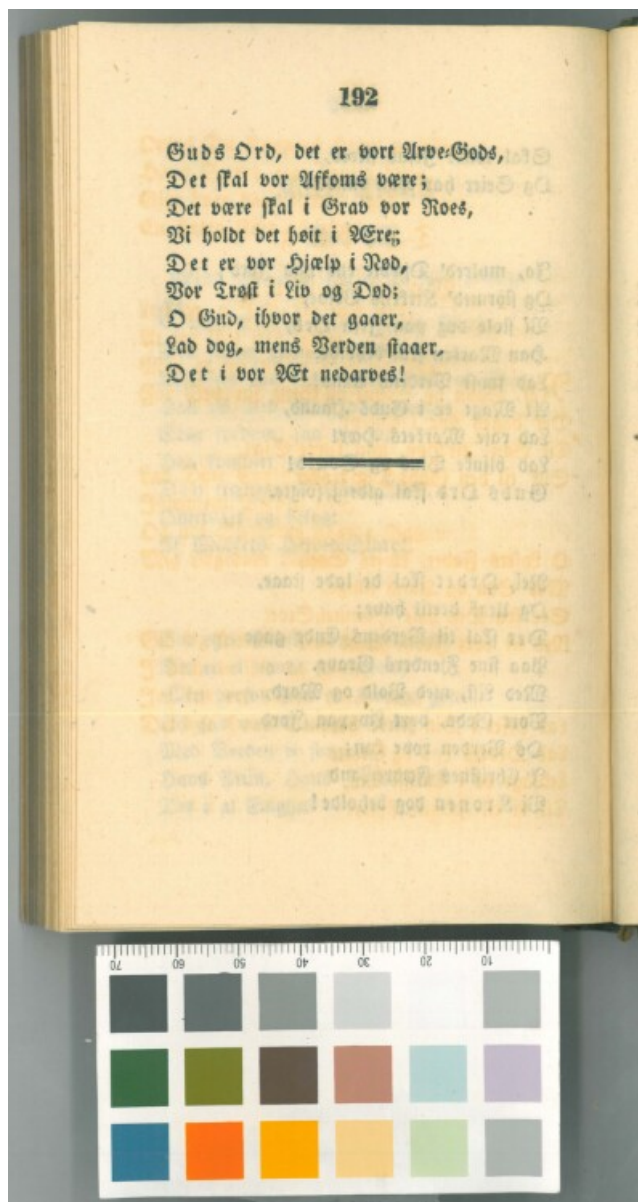 192
Guds Ord, det er vort Arve-Gods,
Det skal vor Afkoms være;
Det være skal i Grav vor Roes,
Vi holdt det høit i Ære;
Det er vor Hjælp i Nød,
Vor Trøst i Liv og Død;
O Gud, ihvor det gaaer,
Lad dog, mens Verden staaer,
Det i vor Æt nedarves!
70 60 50 40 30 20 10